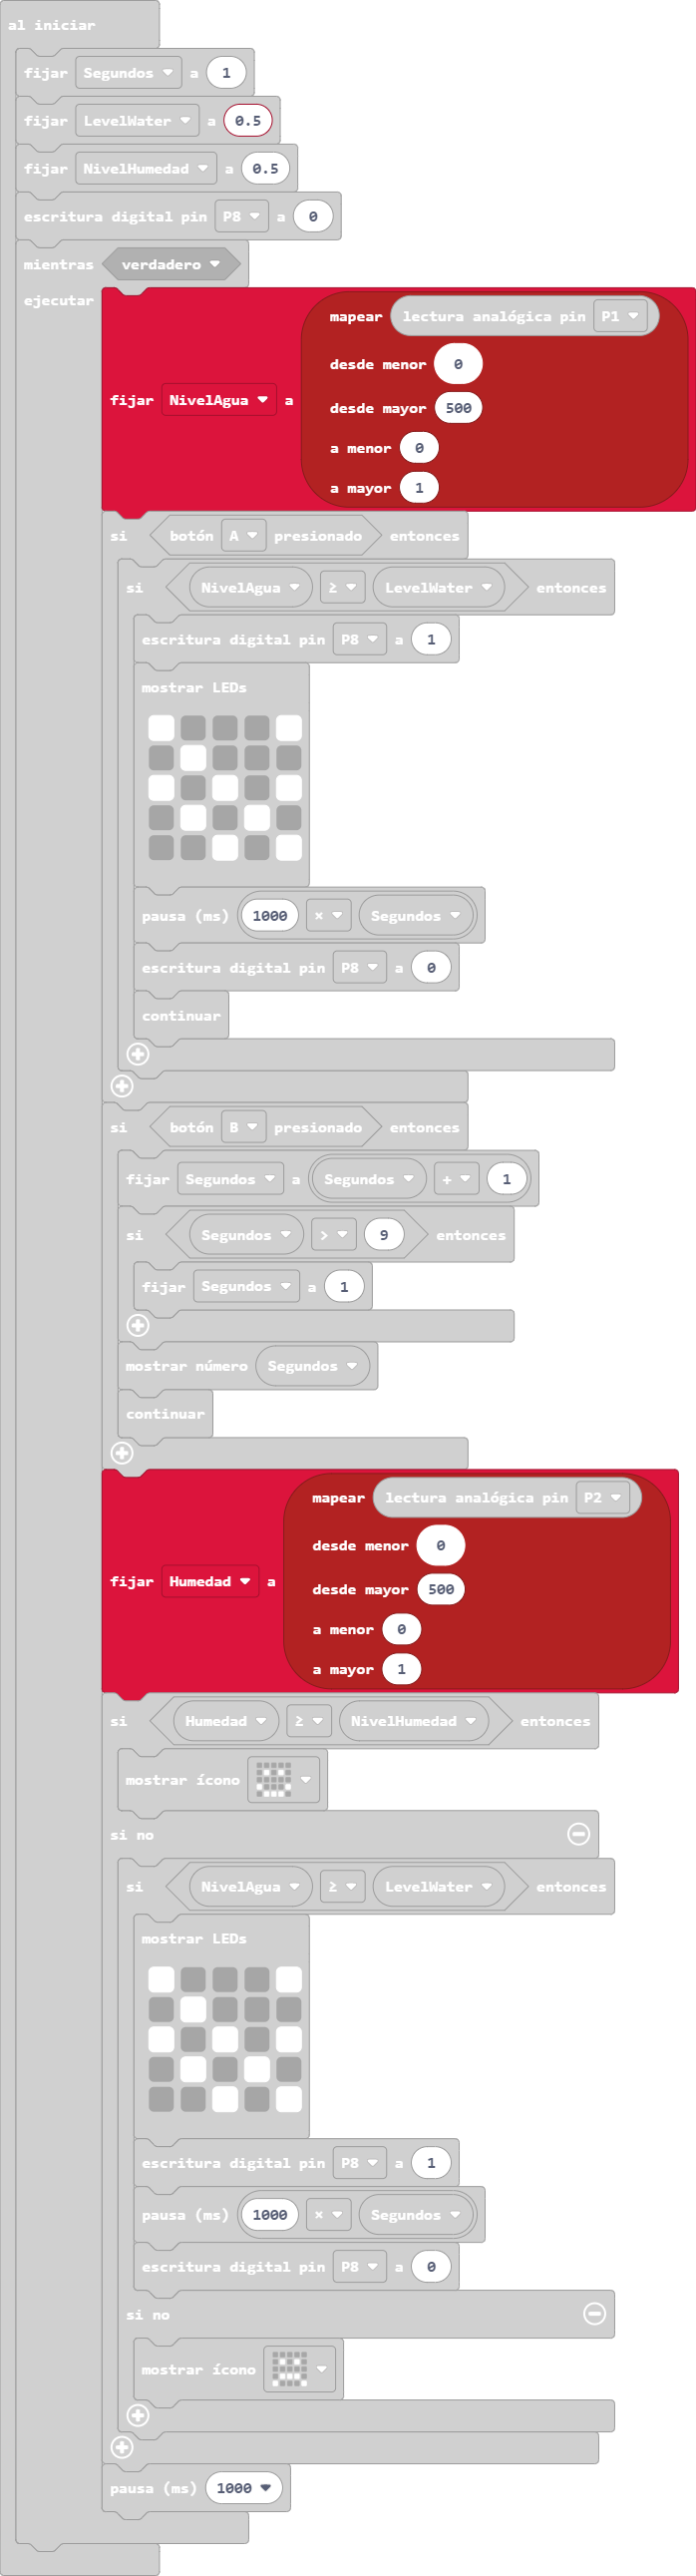 al iniciar
fijar Segundos a 1
fijar LevelWater a 0.5
fijar NivelHumedad a 0.5
escritura digital pin P8 a 0
mientras verdadero
ejecutar
mapear lectura analógica pin P1
desde menor 0
fijar NivelAgua a
desde mayor 500
a menor 0
a mayor 1
si botón A presionado entonces
si NivelAgua ≥ LevelWater entonces
escritura digital pin P8 a 1
mostrar LEDs
pausa (ms) 1000 × Segundos
escritura digital pin P8 a 0
continuar
si botón B presionado entonces
fijar Segundos a Segundos + 1
si Segundos > 9 entonces
fijar Segundos a 1
mostrar número Segundos
continuar
mapear lectura analógica pin P2
desde menor 0
fijar Humedad a
desde mayor 500
a menor 0
a mayor 1
si Humedad ≥ NivelHumedad entonces
mostrar ícono
si no
si NivelAgua ≥ LevelWater entonces
mostrar LEDs
escritura digital pin P8 a 1
pausa (ms) 1000 × Segundos
escritura digital pin P8 a 0
si no
mostrar ícono
pausa (ms) 1000